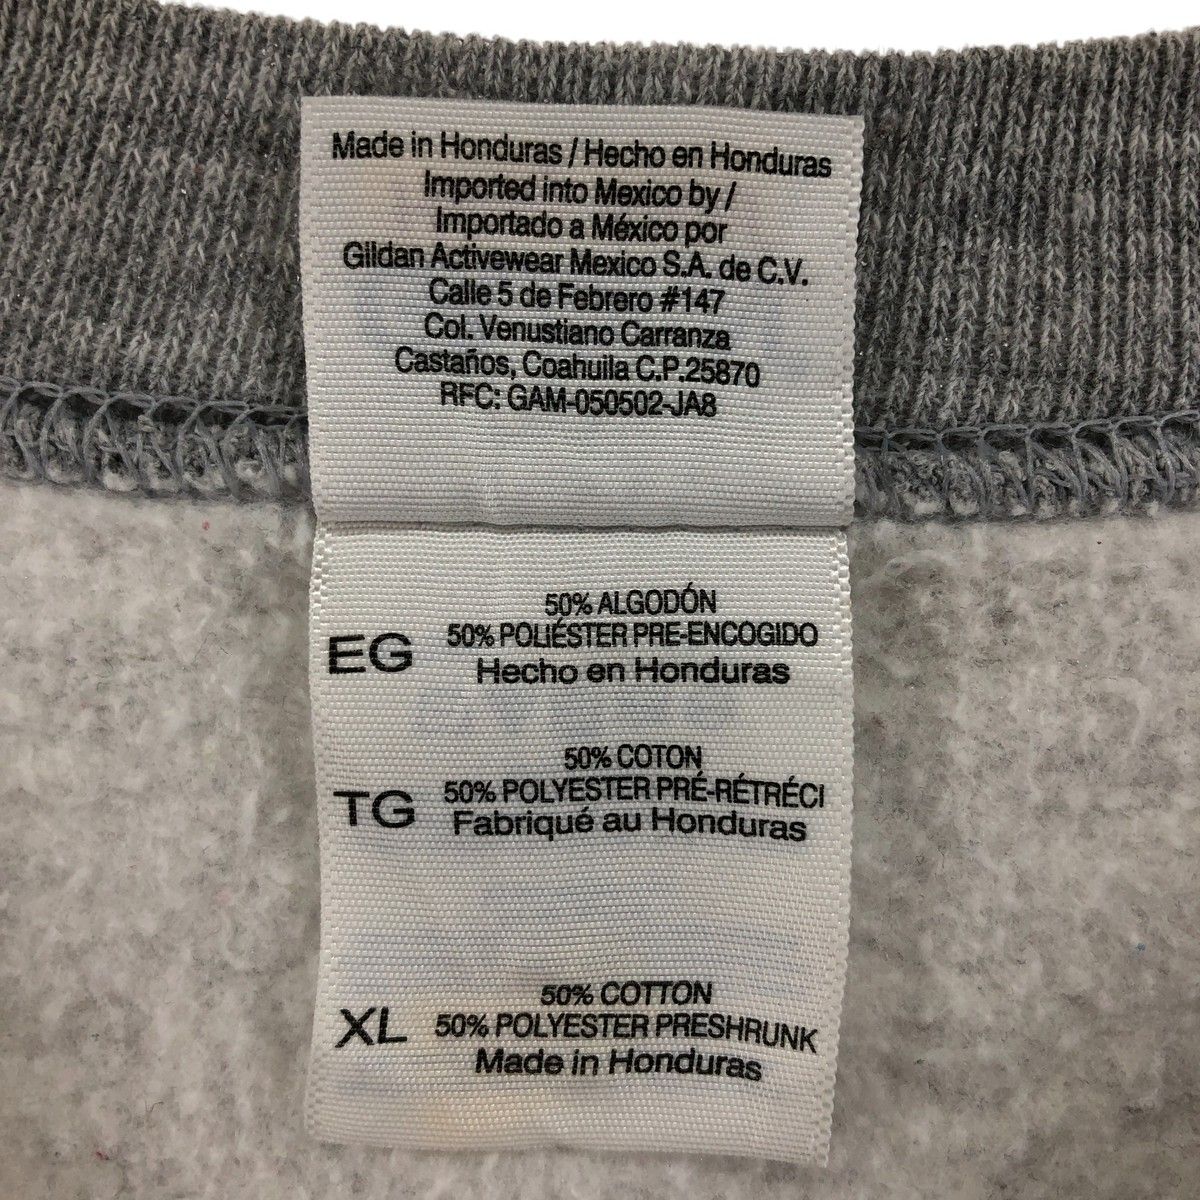 Made in Honduras / Hecho en Honduras
Imported into Mexico by /
Importado a México por
Gildan Activewear Mexico S.A. de C.V.
Calle 5 de Febrero #147
Col. Venustiano Carranza
Castaños, Coahuila C.P.25870
RFC: GAM-050502-JA8
50% ALGODÓN
EG 50% POLIÉSTER PRE-ENCOGIDO
Hecho en Honduras
50% COTON
TG 50% POLYESTER PRÉ-RÉTRÉCI
Fabriqué au Honduras
50% COTTON
XL 50% POLYESTER PRESHRUNK
Made in Honduras